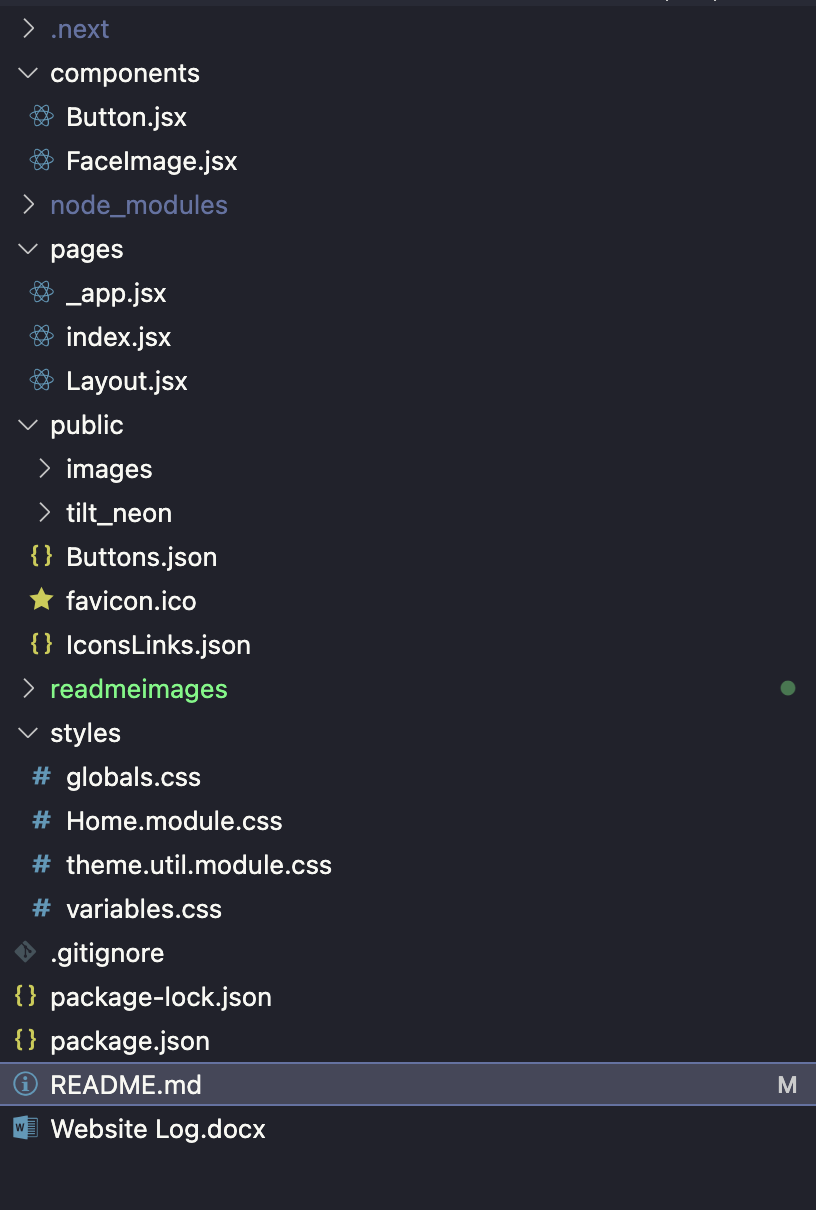 .next
components
Button.jsx
FaceImage.jsx
node_modules
pages
_app.jsx
index.jsx
Layout.jsx
public
images
tilt_neon
Buttons.json
favicon.ico
IconsLinks.json
readmeimages
styles
globals.css
Home.module.css
theme.util.module.css
variables.css
.gitignore
package-lock.json
package.json
README.md M
Website Log.docx